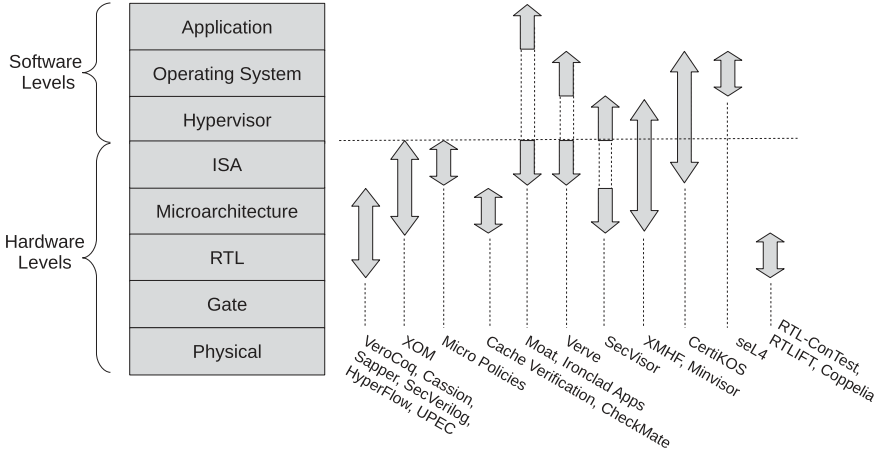 Application
Software
Levels
Operating System
Hypervisor
ISA
Microarchitecture
Hardware
Levels
RTL
Gate
Physical
VeroCoq, Cassion,
Sapper, SecVerilog,
HyperFlow, UPEC
XOM
Micro Policies
Cache Verification, CheckMate
Moat, Ironclad Apps
Verve
SecVisor
XMHF, Minvisor
CertiKOS
seL4
RTL-ConTest,
RTLIFT, Coppelia